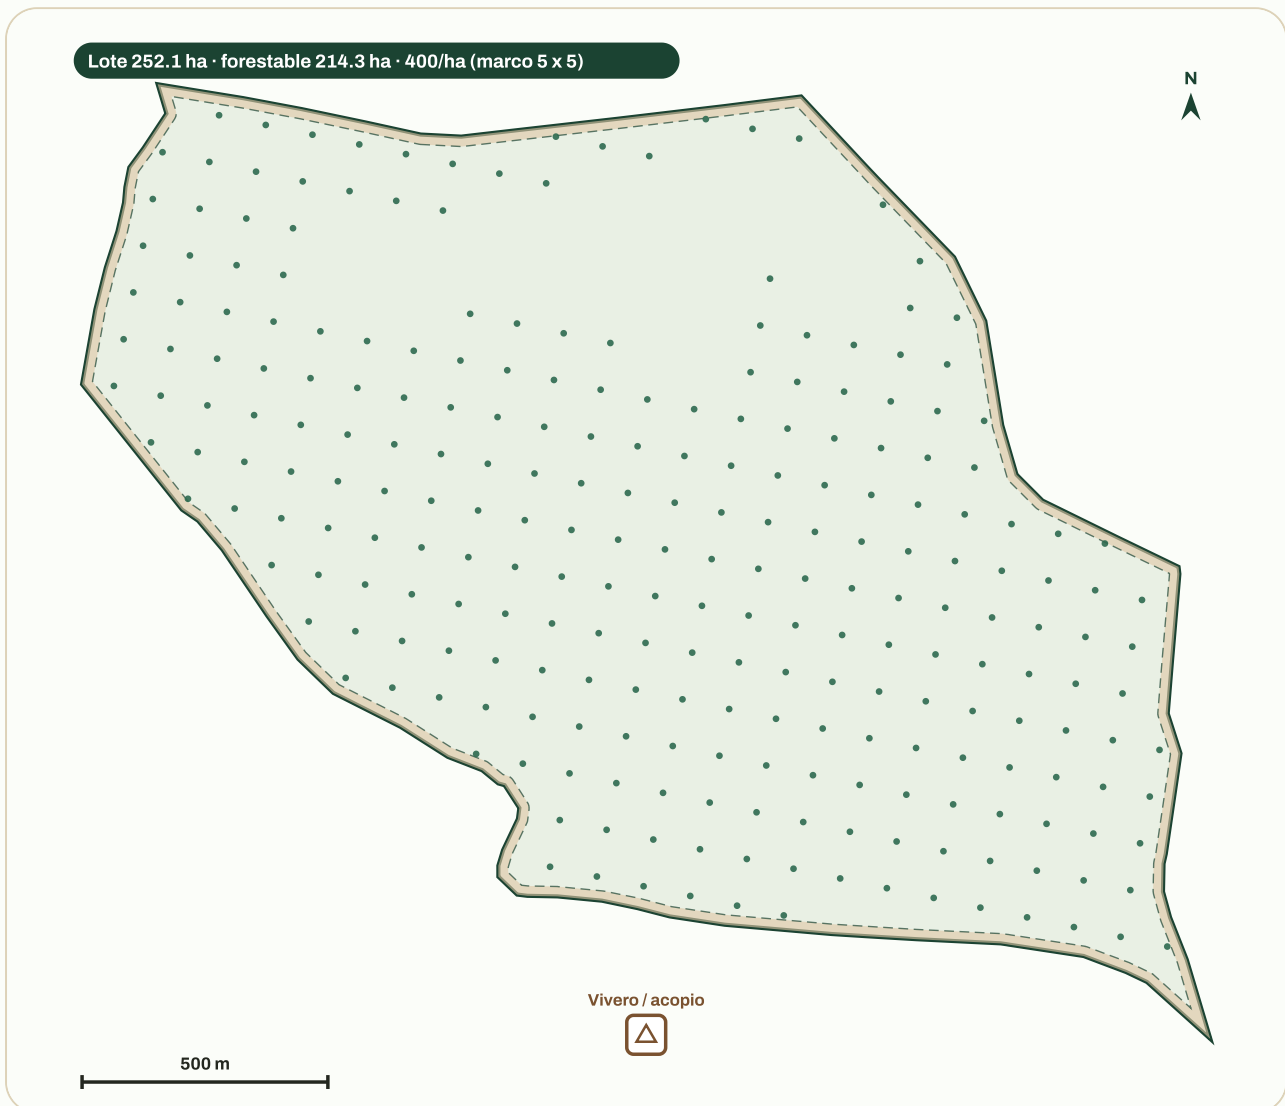 Lote 252.1 ha · forestable 214.3 ha · 400/ha (marco 5 x 5)
N
Vivero / acopio
500 m